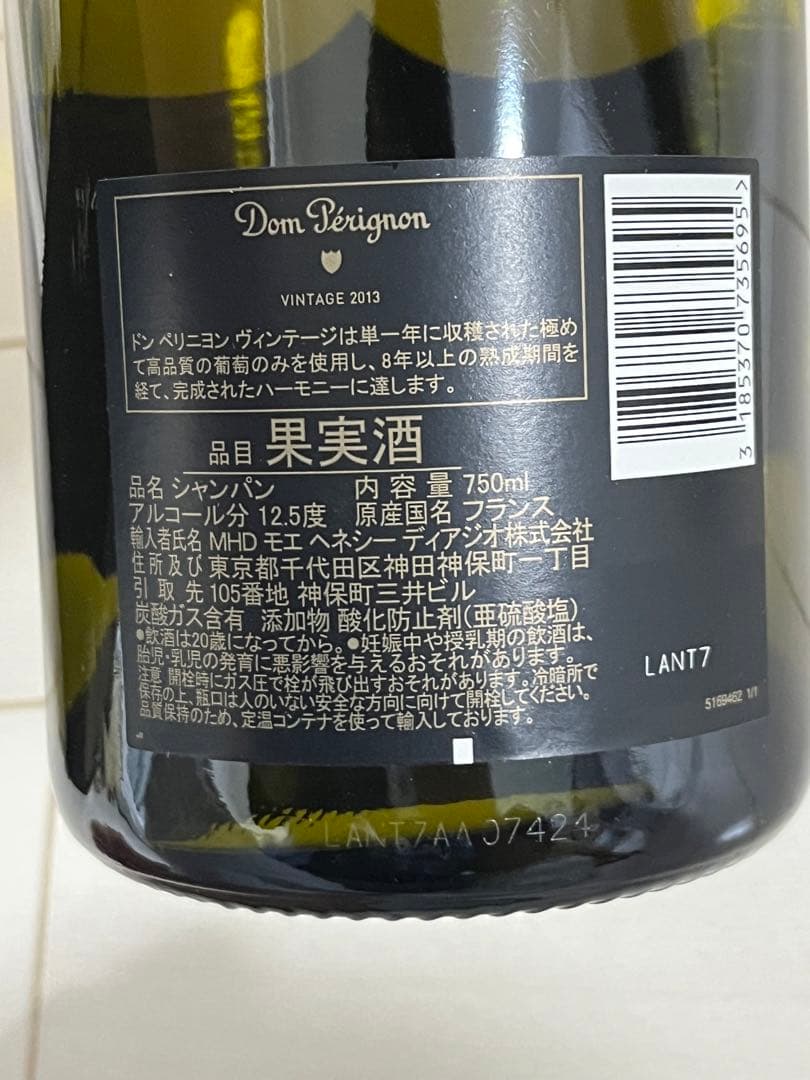 Dom Pérignon
VINTAGE 2013
ドン ペリニヨン ヴィンテージは単一年に収穫された極め
て高品質の葡萄のみを使用し、8年以上の熟成期間を
経て、完成されたハーモニーに達します。
品目 果実酒
品名 シャンパン 内容量 750ml
アルコール分 12.5度 原産国名 フランス
輸入者氏名 MHD モエ ヘネシー ディアジオ株式会社
住所及び 東京都千代田区神田神保町一丁目
引取先 105番地 神保町三井ビル
炭酸ガス含有 添加物 酸化防止剤(亜硫酸塩)
●飲酒は20歳になってから。●妊娠中や授乳期の飲酒は、
胎児・乳児の発育に悪影響を与えるおそれがあります。
注意 開栓時にガス圧で栓が飛び出すおそれがあります。冷暗所で
保存の上、瓶口は人のいない安全な方向に向けて開栓してください。
品質保持のため、定温コンテナを使って輸入しております。
3 185370 735695 >
LANT7
5169462 1/1
LANT7AA J7424